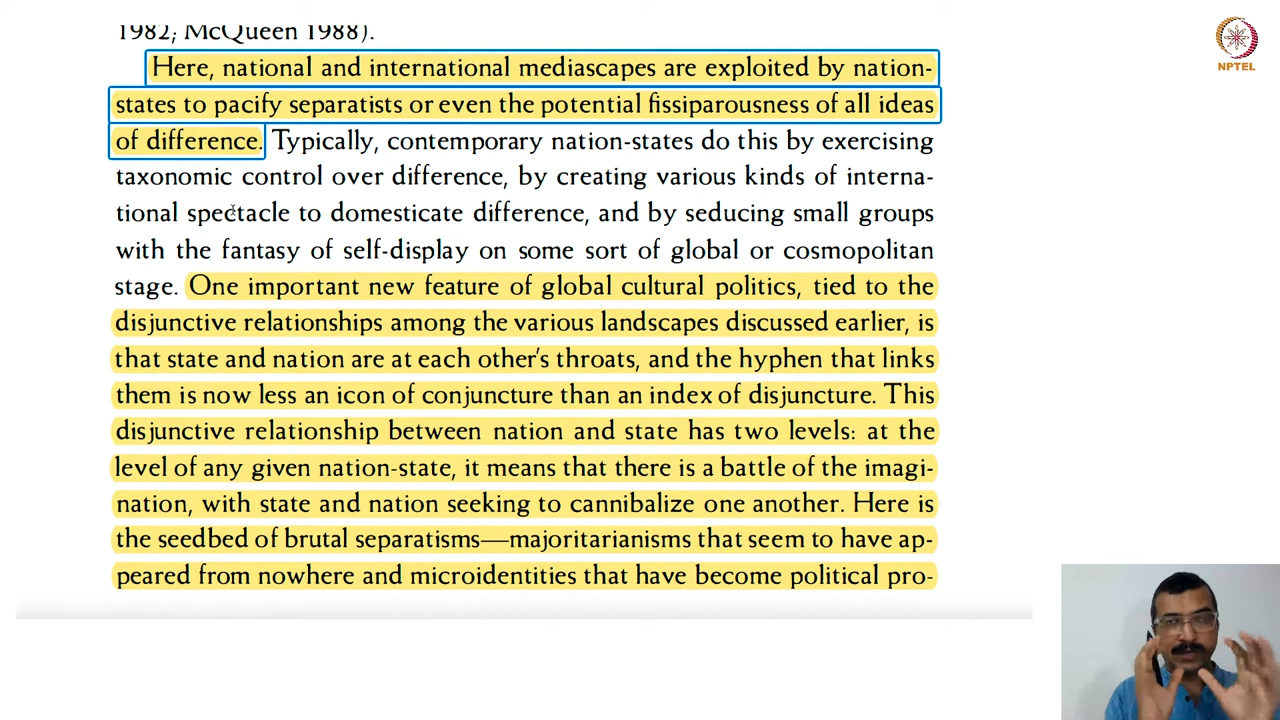 1982; McQueen 1988).
Here, national and international mediascapes are exploited by nation-
states to pacify separatists or even the potential fissiparousness of all ideas
of difference. Typically, contemporary nation-states do this by exercising
taxonomic control over difference, by creating various kinds of interna-
tional spectacle to domesticate difference, and by seducing small groups
with the fantasy of self-display on some sort of global or cosmopolitan
stage. One important new feature of global cultural politics, tied to the
disjunctive relationships among the various landscapes discussed earlier, is
that state and nation are at each other's throats, and the hyphen that links
them is now less an icon of conjuncture than an index of disjuncture. This
disjunctive relationship between nation and state has two levels: at the
level of any given nation-state, it means that there is a battle of the imagi-
nation, with state and nation seeking to cannibalize one another. Here is
the seedbed of brutal separatisms—majoritarianisms that seem to have ap-
peared from nowhere and microidentities that have become political pro-
NPTEL